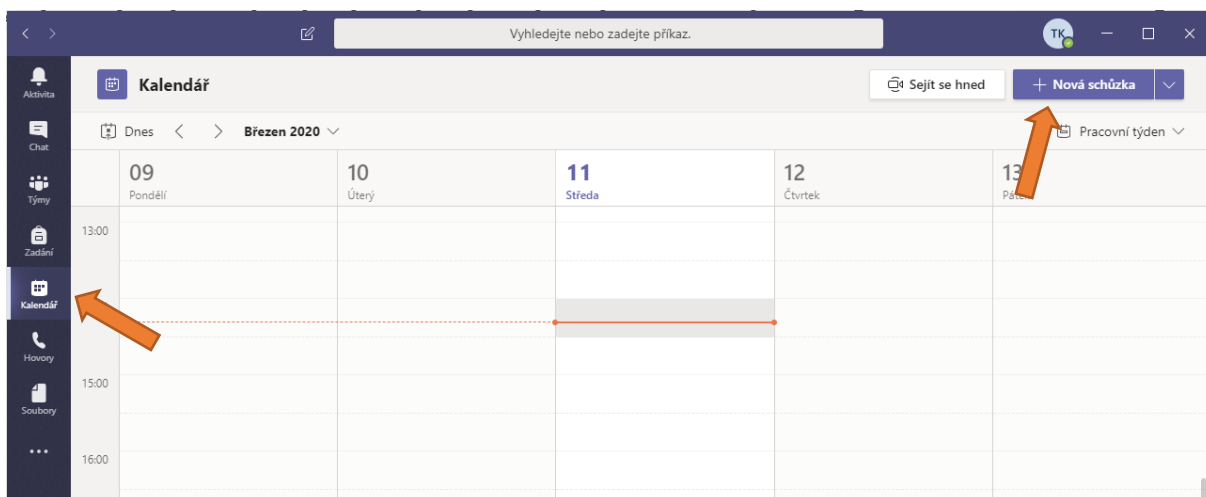 Vyhledejte nebo zadejte příkaz.
TK
Aktivita
Kalendář
Sejít se hned
Nová schůzka
Chat
Dnes
Březen 2020
Pracovní týden
Týmy
09
Pondělí
10
Úterý
11
Středa
12
Čtvrtek
13
Zadání
13:00
Kalendář
Hovory
15:00
Soubory
16:00